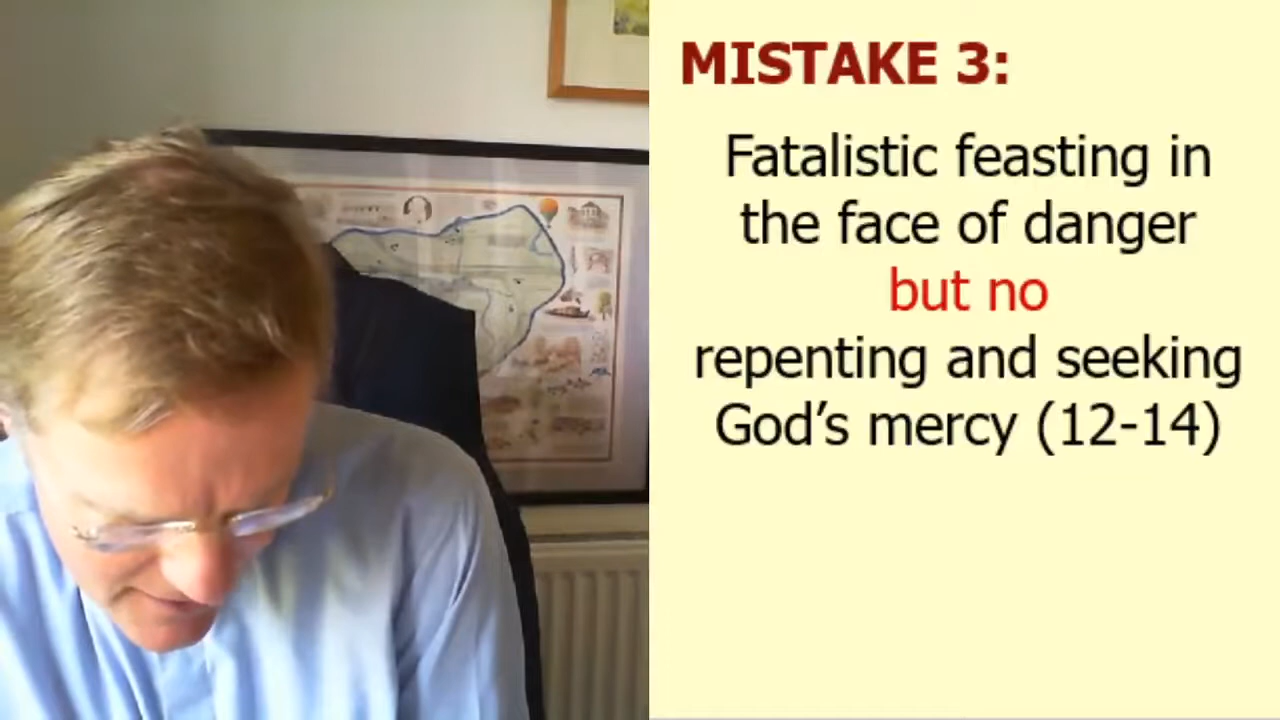 MISTAKE 3:
Fatalistic feasting in
the face of danger
but no
repenting and seeking
God’s mercy (12-14)